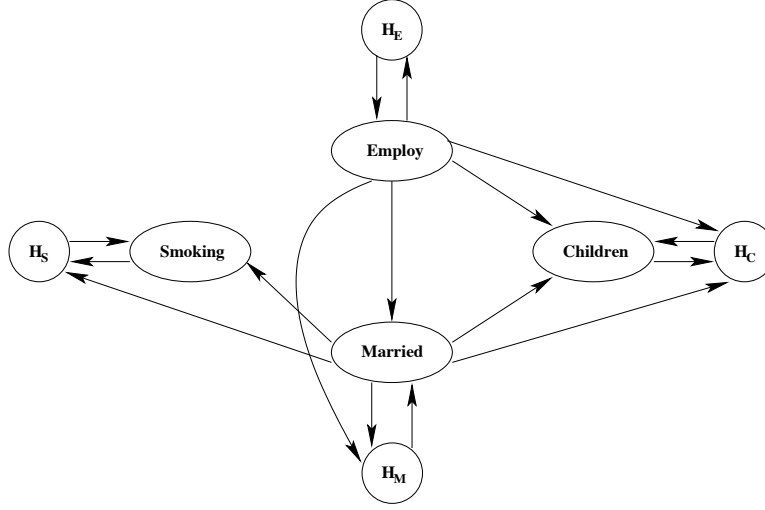 H_E
Employ
H_S
Smoking
Children
H_C
Married
H_M